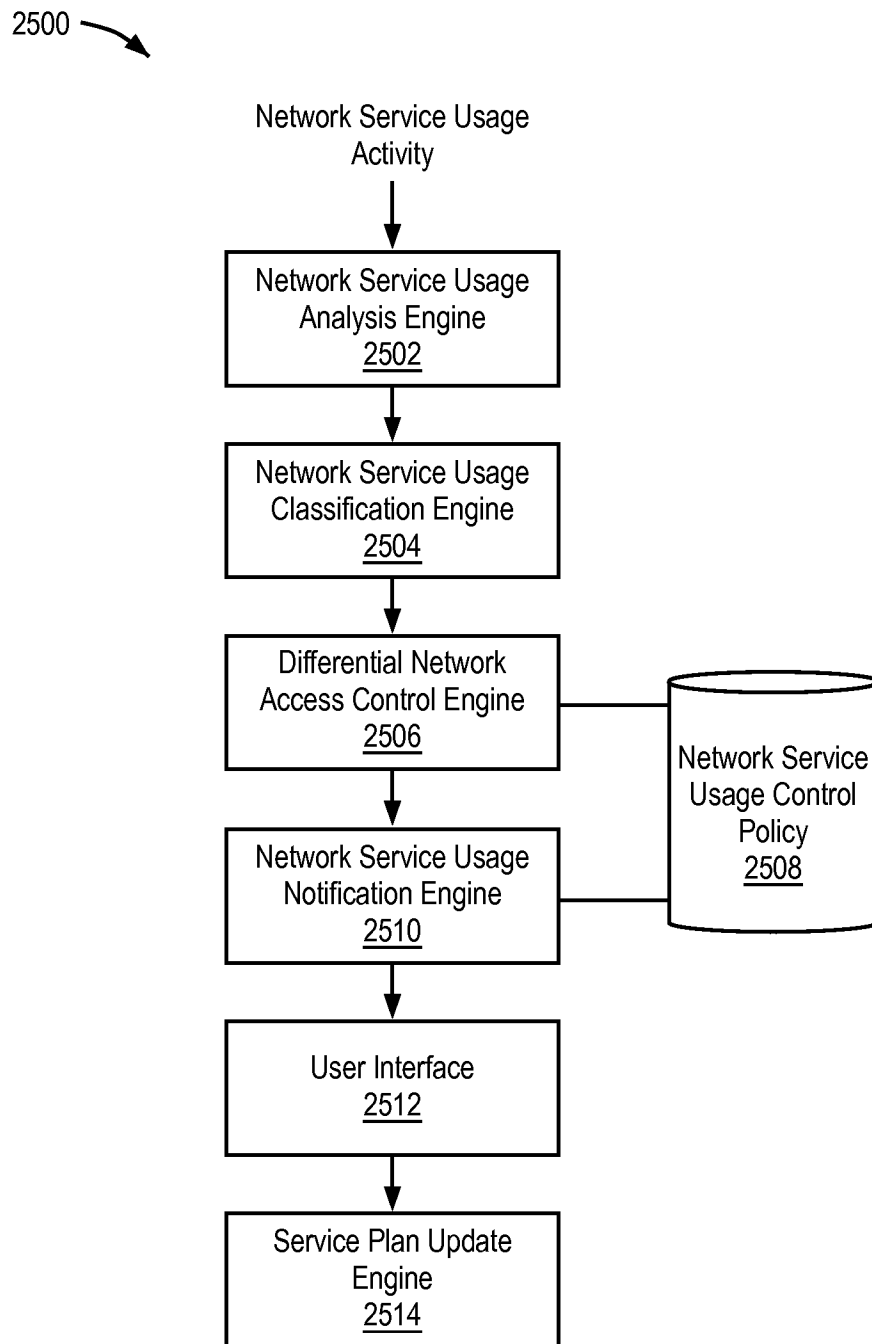 2500
Network Service Usage
Activity
Network Service Usage
Analysis Engine
2502
Network Service Usage
Classification Engine
2504
Differential Network
Access Control Engine
2506
Network Service
Usage Control
Policy
2508
Network Service Usage
Notification Engine
2510
User Interface
2512
Service Plan Update
Engine
2514